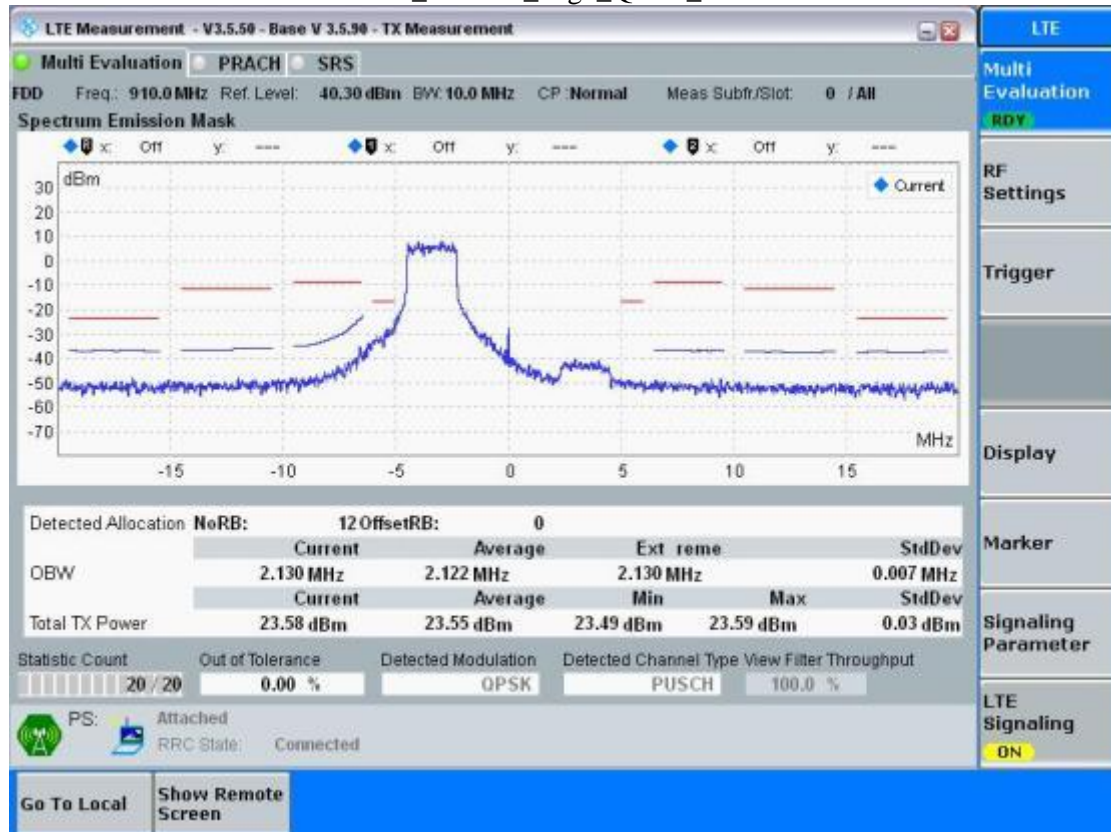 LTE Measurement - V3.5.50 - Base V 3.5.90 - TX Measurement
LTE
Multi Evaluation PRACH SRS
Multi Evaluation
RDY
FDD Freq.: 910.0 MHz Ref. Level: 40.30 dBm BW: 10.0 MHz CP :Normal Meas Subfr./Slot: 0 / All
Spectrum Emission Mask
x: Off y: --- x: Off y: --- x: Off y: ---
dBm
Current
30
20
10
0
-10
-20
-30
-40
-50
-60
-70
MHz
-15 -10 -5 0 5 10 15
RF Settings
Trigger
Display
Marker
Signaling Parameter
LTE Signaling
ON
Detected Allocation NoRB: 12 OffsetRB: 0
Current Average Ext reme StdDev
OBW 2.130 MHz 2.122 MHz 2.130 MHz 0.007 MHz
Current Average Min Max StdDev
Total TX Power 23.58 dBm 23.55 dBm 23.49 dBm 23.59 dBm 0.03 dBm
Statistic Count Out of Tolerance Detected Modulation Detected Channel Type View Filter Throughput
20 / 20 0.00 % QPSK PUSCH 100.0 %
PS: Attached
RRC State: Connected
Go To Local
Show Remote Screen